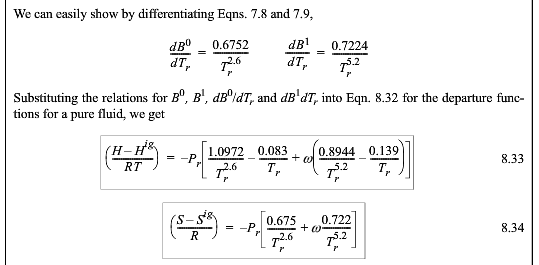 We can easily show by differentiating Eqns. 7.8 and 7.9,
dB⁰/dTᵣ = 0.6752/Tᵣ^2.6    dB¹/dTᵣ = 0.7224/Tᵣ^5.2
Substituting the relations for B⁰, B¹, dB⁰/dTᵣ and dB¹dTᵣ into Eqn. 8.32 for the departure func-
tions for a pure fluid, we get
((H – H^ig)/RT) = –Pᵣ[1.0972/Tᵣ^2.6 – 0.083/Tᵣ + ω(0.8944/Tᵣ^5.2 – 0.139/Tᵣ)]    8.33
((S – S^ig)/R) = –Pᵣ[0.675/Tᵣ^2.6 + ω 0.722/Tᵣ^5.2]    8.34